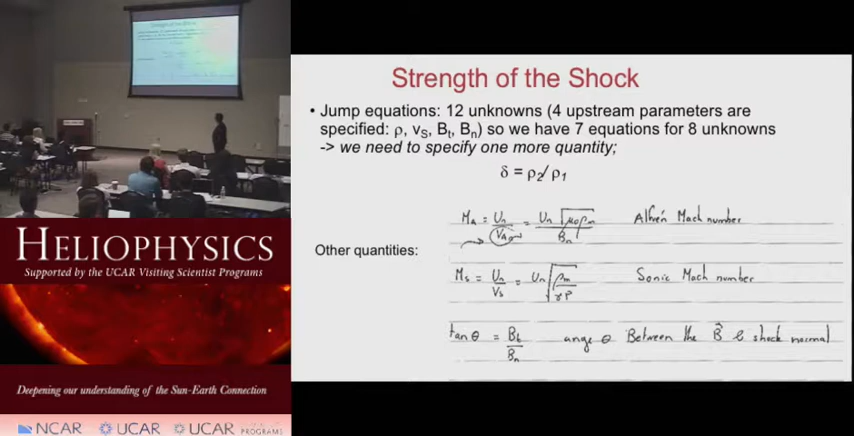 Strength of the Shock
• Jump equations: 12 unknowns (4 upstream parameters are
specified: ρ, vS, Bt, Bn) so we have 7 equations for 8 unknowns
-> we need to specify one more quantity;
δ = ρ2/ρ1
Other quantities:
MA = Un/VA = Un √μ0ρm / Bn Alfvén Mach number
Ms = Un/Vs = Un √ρm/γP Sonic Mach number
tan θ = Bt/Bn ange θ Between the B & shock normal
HELIOPHYSICS
Supported by the UCAR Visiting Scientist Programs
Deepening our understanding of the Sun-Earth Connection
NCAR UCAR UCAR PROGRAMS